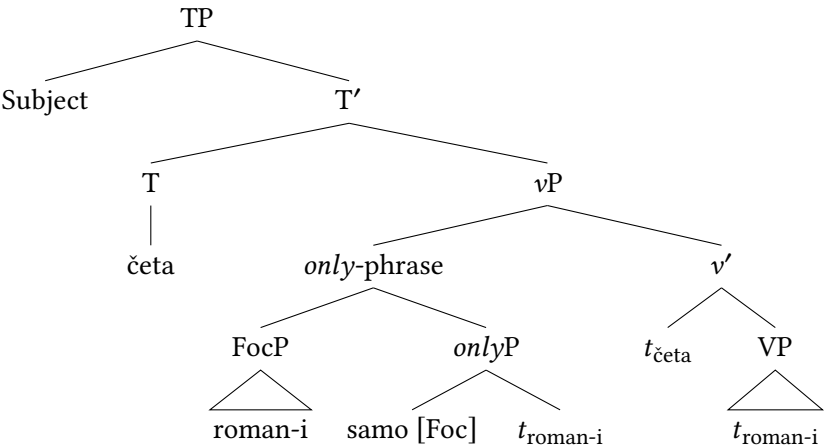 TP
Subject T′
T vP
četa only-phrase v′
FocP onlyP tčeta VP
roman-i samo [Foc] troman-i troman-i